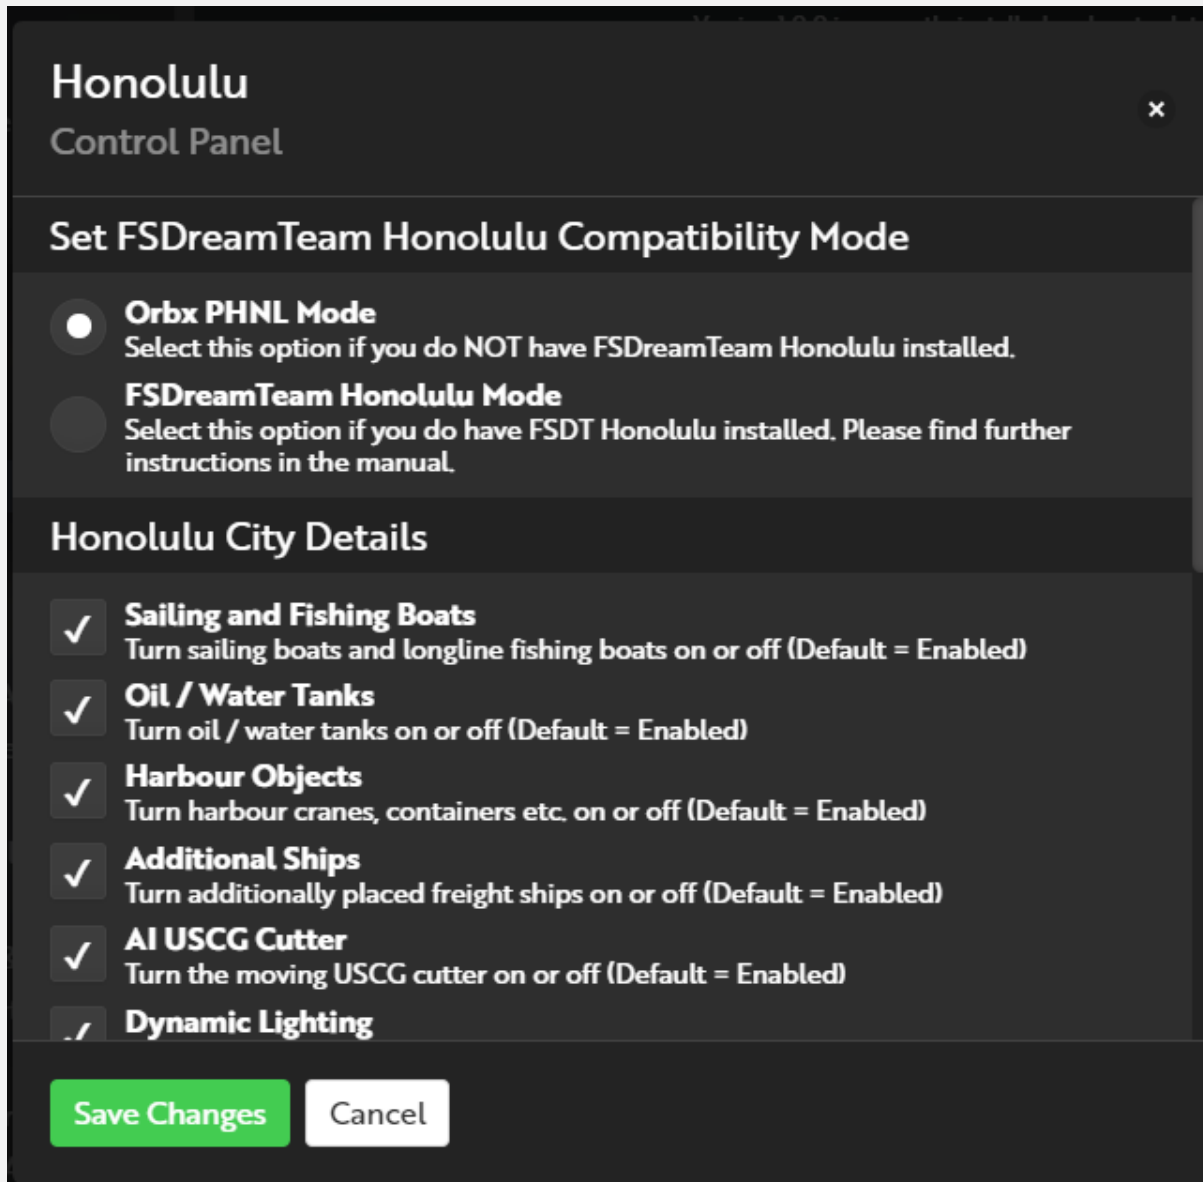 Honolulu
Control Panel
Set FSDreamTeam Honolulu Compatibility Mode
Orbx PHNL Mode
Select this option if you do NOT have FSDreamTeam Honolulu installed.
FSDreamTeam Honolulu Mode
Select this option if you do have FSDT Honolulu installed. Please find further
instructions in the manual.
Honolulu City Details
Sailing and Fishing Boats
Turn sailing boats and longline fishing boats on or off (Default = Enabled)
Oil / Water Tanks
Turn oil / water tanks on or off (Default = Enabled)
Harbour Objects
Turn harbour cranes, containers etc. on or off (Default = Enabled)
Additional Ships
Turn additionally placed freight ships on or off (Default = Enabled)
AI USCG Cutter
Turn the moving USCG cutter on or off (Default = Enabled)
Dynamic Lighting
Save Changes
Cancel